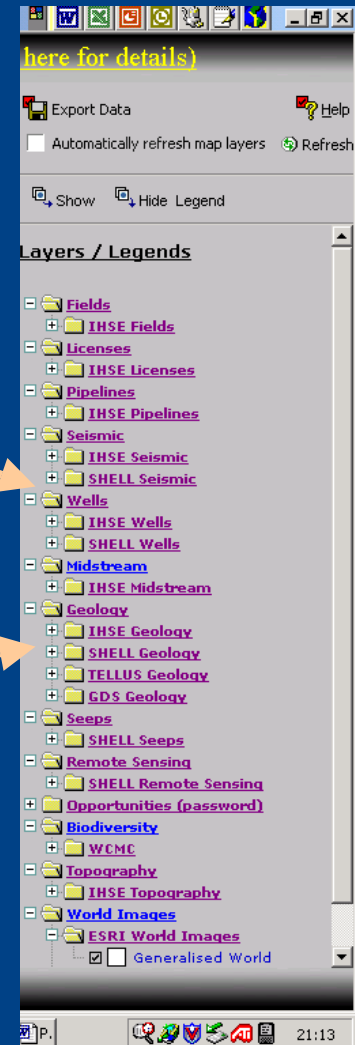 here for details)
Export Data Help
Automatically refresh map layers Refresh
Show Hide Legend
Layers / Legends
Fields
IHSE Fields
Licenses
IHSE Licenses
Pipelines
IHSE Pipelines
Seismic
IHSE Seismic
SHELL Seismic
Wells
IHSE Wells
SHELL Wells
Midstream
IHSE Midstream
Geology
IHSE Geology
SHELL Geology
TELLUS Geology
GDS Geology
Seeps
SHELL Seeps
Remote Sensing
SHELL Remote Sensing
Opportunities (password)
Biodiversity
WCMC
Topography
IHSE Topography
World Images
ESRI World Images
Generalised World
P. 21:13